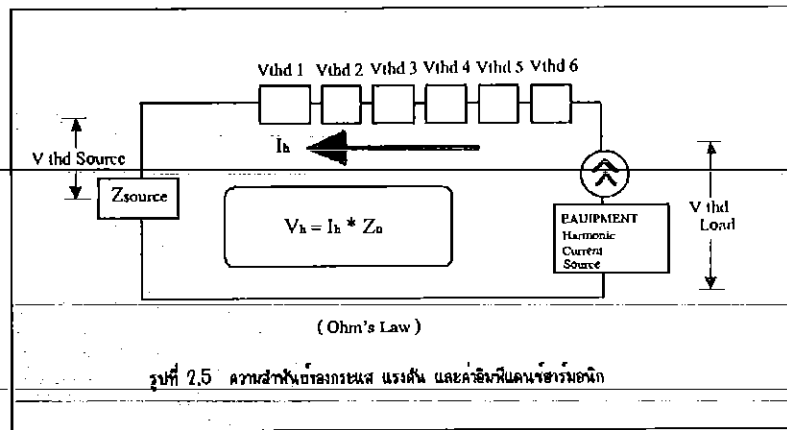 Vthd 1 Vthd 2 Vthd 3 Vthd 4 Vthd 5 Vthd 6
Ih
V thd Source
Zsource
Vh = Ih * Zn
EAUIPMENT
Harmonic
Current
Source
V thd
Load
( Ohm's Law )
รูปที่ 2.5 ความสำพันธ์ของกระแส แรงดัน และค่าอิมพีแดนซ์ฮาร์มอนิก